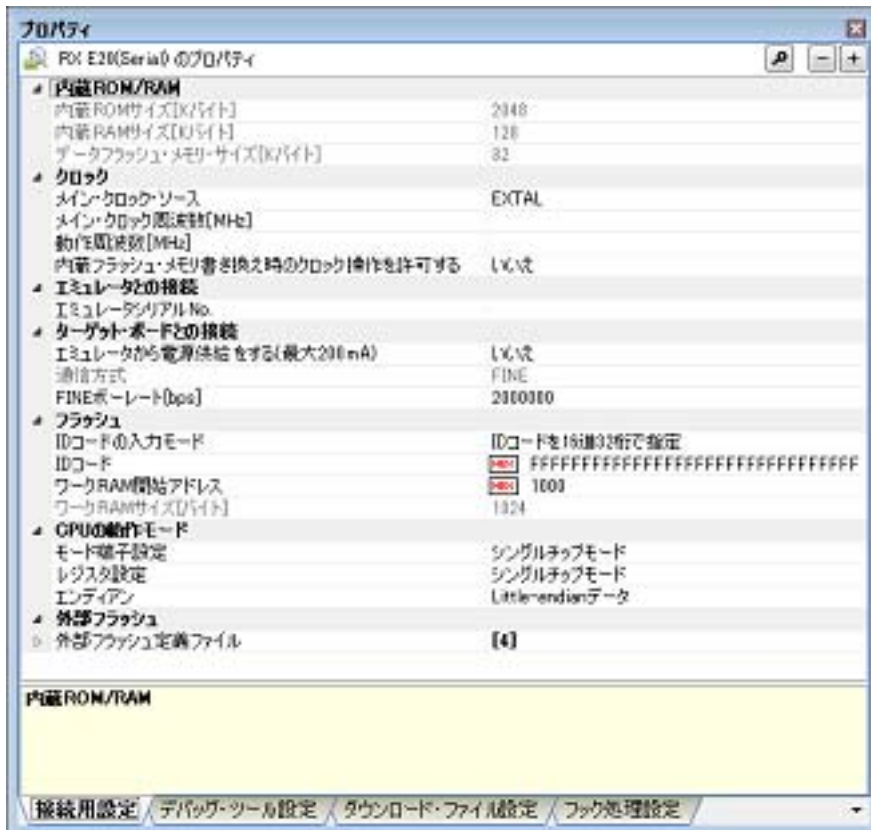 プロパティ
RX E20(Serial) のプロパティ
内蔵ROM/RAM
内蔵ROMサイズ[Kバイト] 2048
内蔵RAMサイズ[Kバイト] 128
データフラッシュ・メモリ・サイズ[Kバイト] 32
クロック
メイン・クロック・ソース EXTAL
メイン・クロック周波数[MHz]
動作周波数[MHz]
内蔵フラッシュ・メモリ書き換え時のクロック操作を許可する いいえ
エミュレータとの接続
エミュレータシリアルNo.
ターゲット・ボードとの接続
エミュレータから電源供給をする(最大200mA) いいえ
通信方式 FINE
FINEボーレート[bps] 2000000
フラッシュ
IDコードの入力モード IDコードを16進32桁で指定
IDコード HEX FFFFFFFFFFFFFFFFFFFFFFFFFFFFFFFF
ワークRAM開始アドレス HEX 1000
ワークRAMサイズ[バイト] 1024
CPUの動作モード
モード端子設定 シングルチップモード
レジスタ設定 シングルチップモード
エンディアン Little-endianデータ
外部フラッシュ
外部フラッシュ定義ファイル [4]
内蔵ROM/RAM
接続用設定 デバッグ・ツール設定 ダウンロード・ファイル設定 フック処理設定